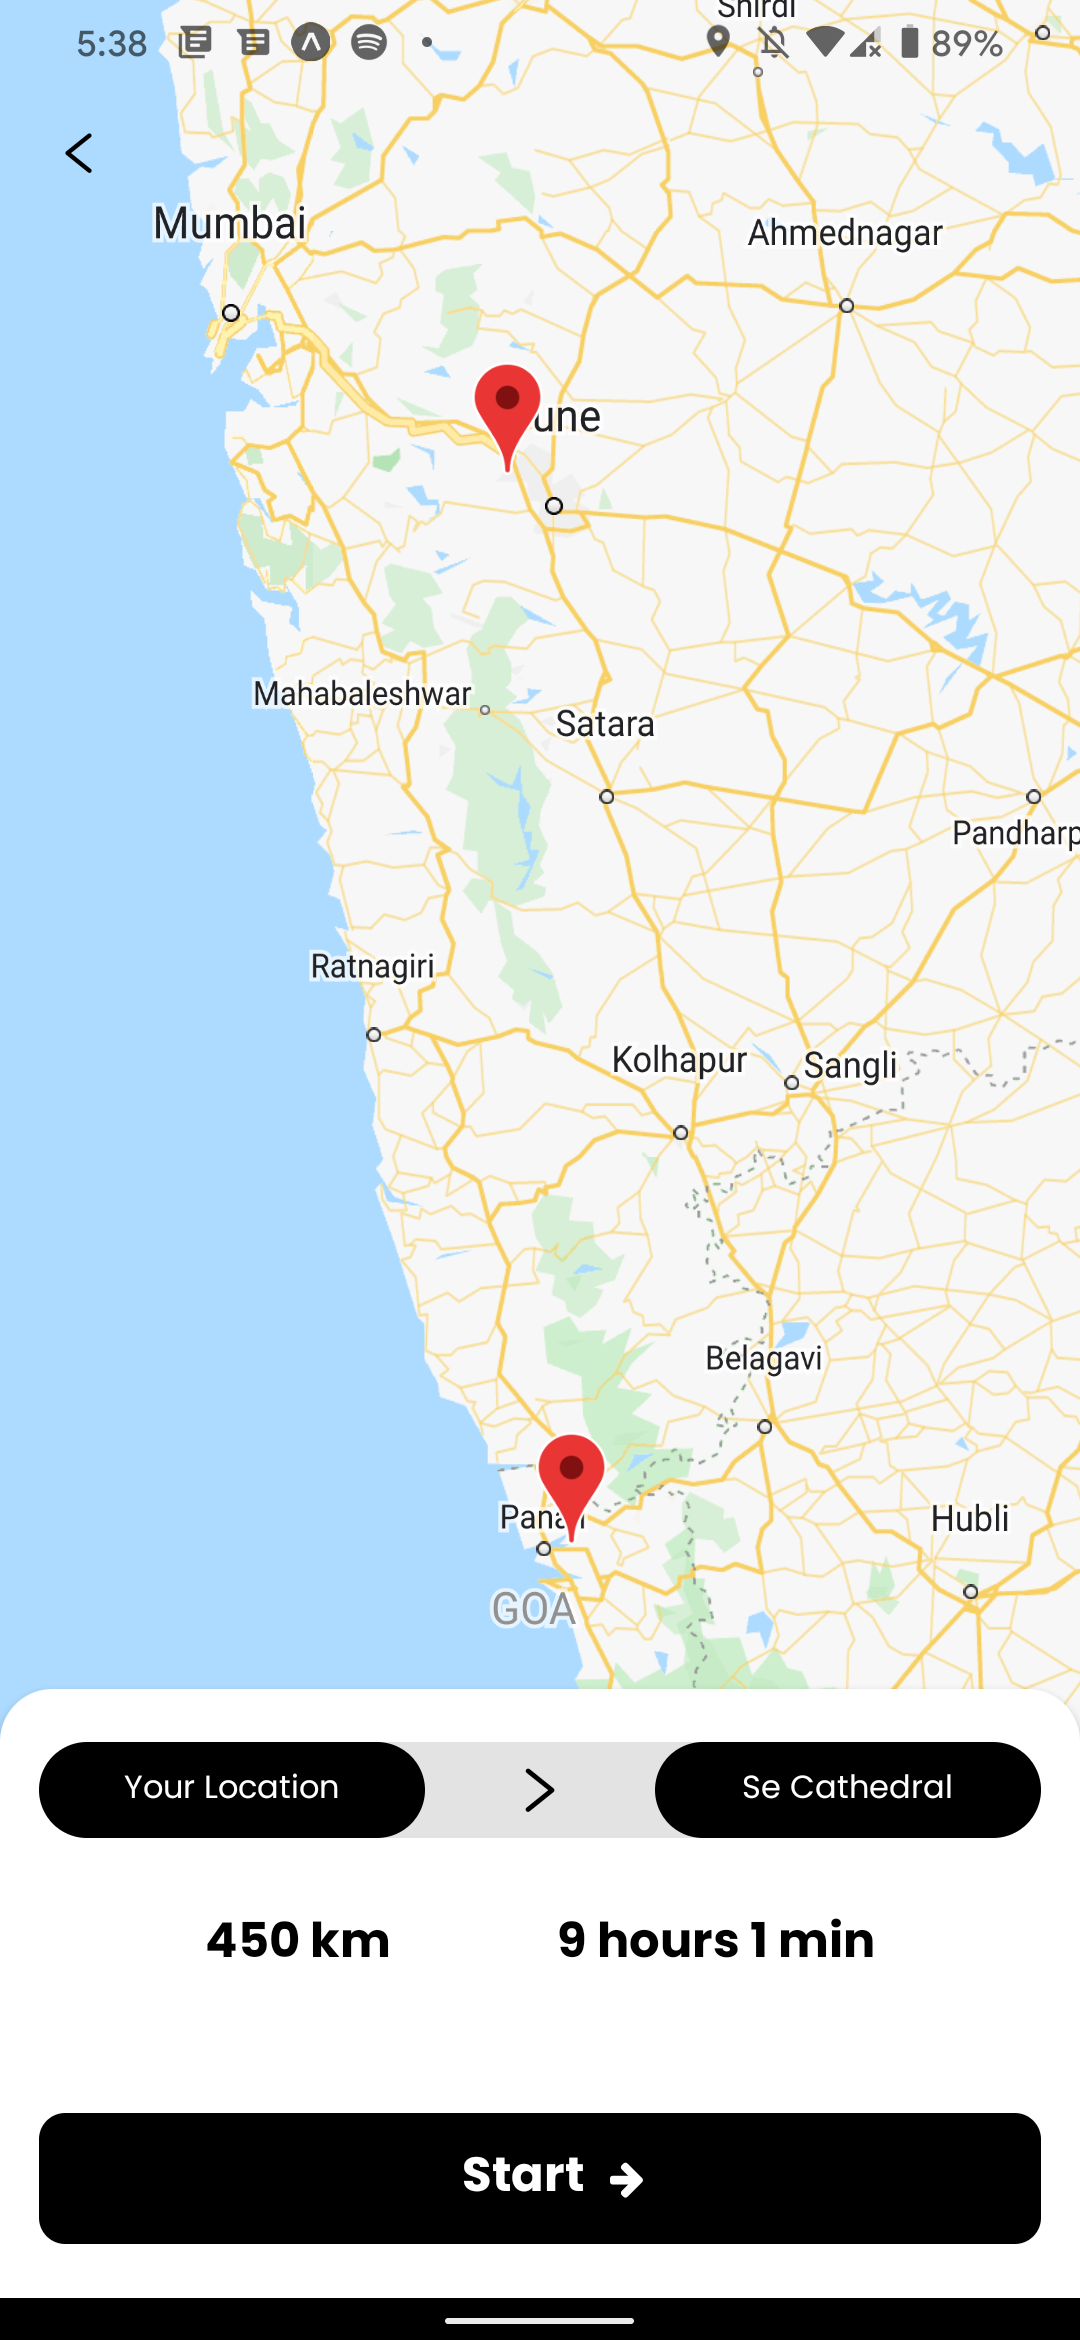 Shirdi
5:38
89%
Mumbai
Ahmednagar
une
Mahabaleshwar
Satara
Pandharp
Ratnagiri
Kolhapur
Sangli
Belagavi
Pana
Hubli
GOA
Your Location
Se Cathedral
450 km
9 hours 1 min
Start